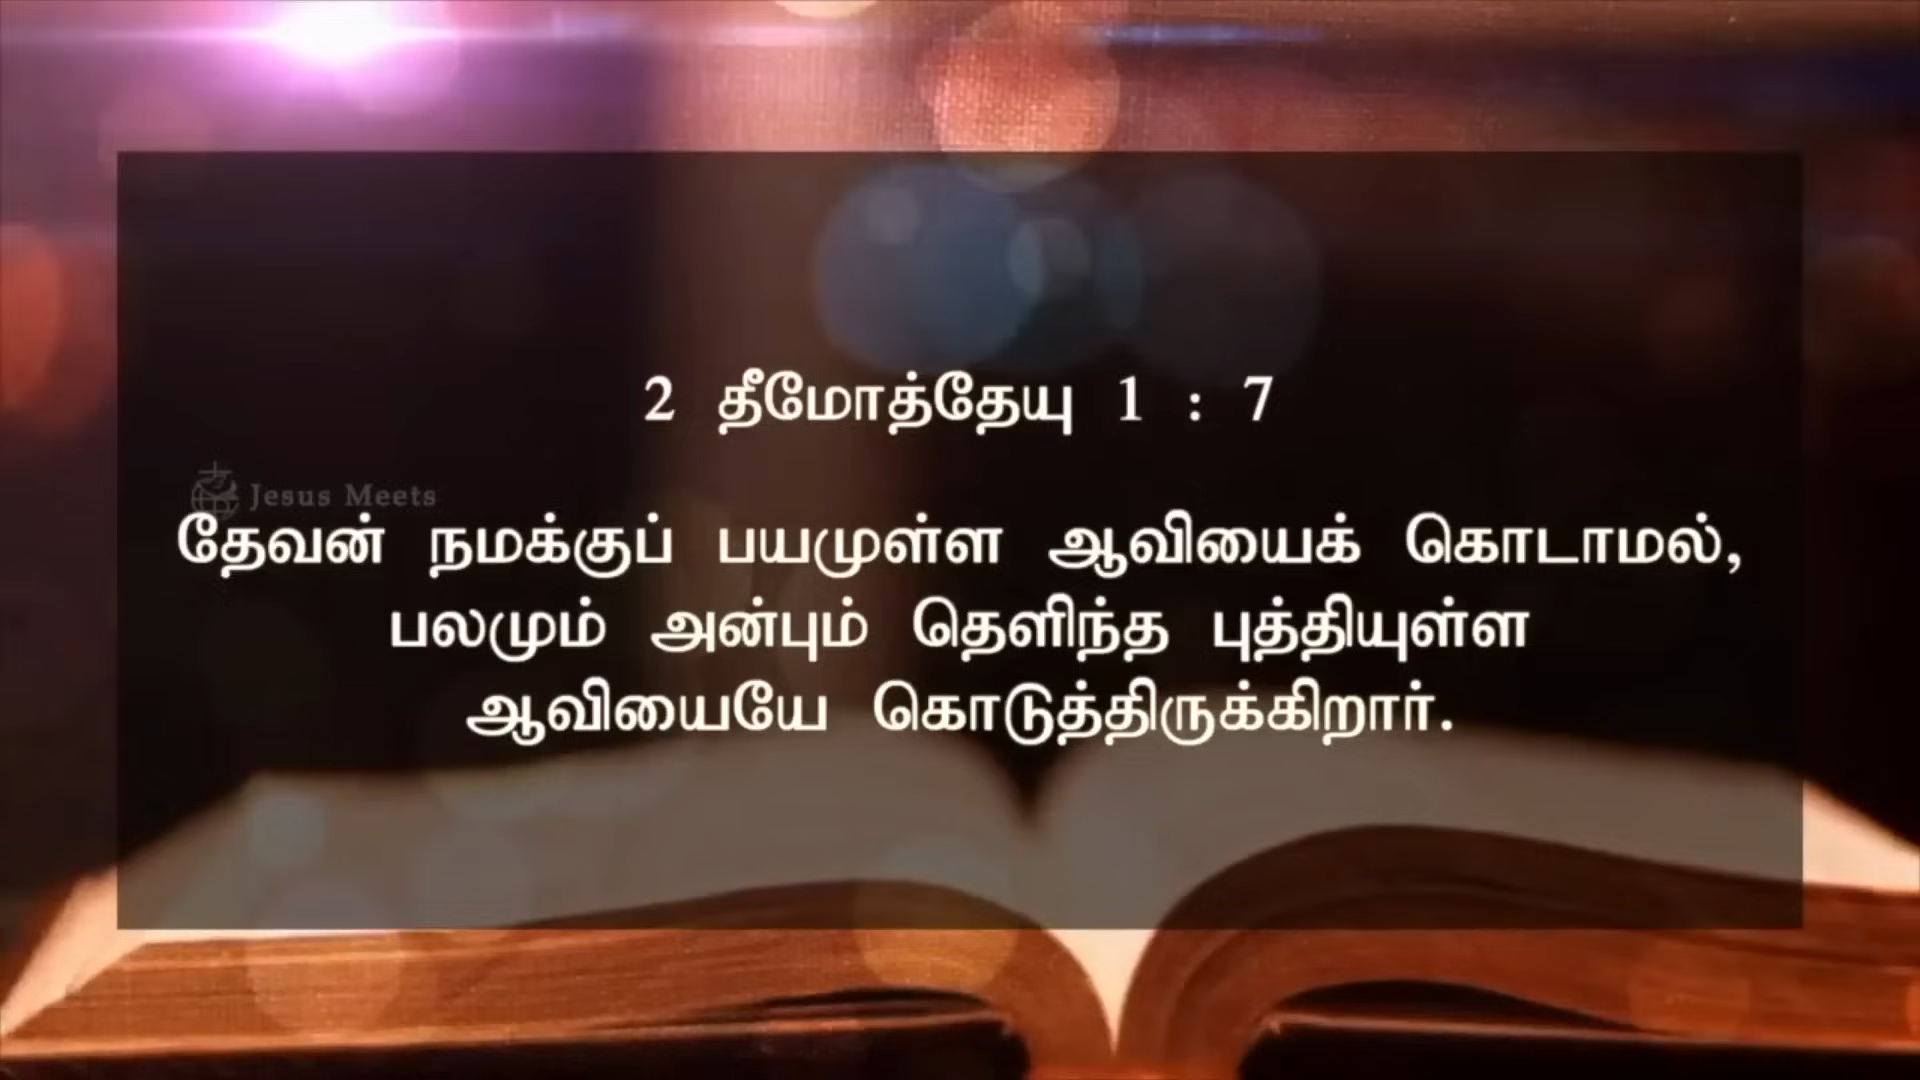 2 தீமோத்தேயு 1 : 7
Jesus Meets
தேவன் நமக்குப் பயமுள்ள ஆவியைக் கொடாமல்,
பலமும் அன்பும் தெளிந்த புத்தியுள்ள
ஆவியையே கொடுத்திருக்கிறார்.